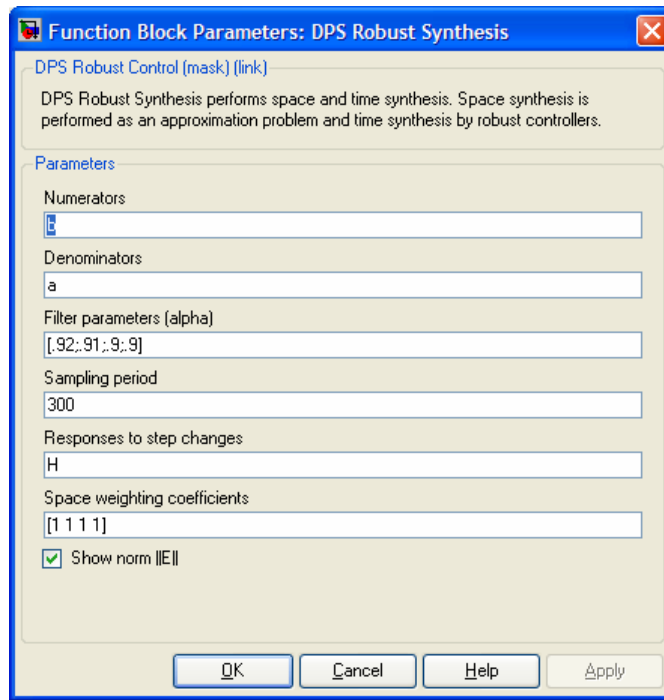 Function Block Parameters: DPS Robust Synthesis
DPS Robust Control (mask) (link)
DPS Robust Synthesis performs space and time synthesis. Space synthesis is
performed as an approximation problem and time synthesis by robust controllers.
Parameters
Numerators
b
Denominators
a
Filter parameters (alpha)
[.92;.91;.9;.9]
Sampling period
300
Responses to step changes
H
Space weighting coefficients
[1 1 1 1]
Show norm ||E||
OK Cancel Help Apply